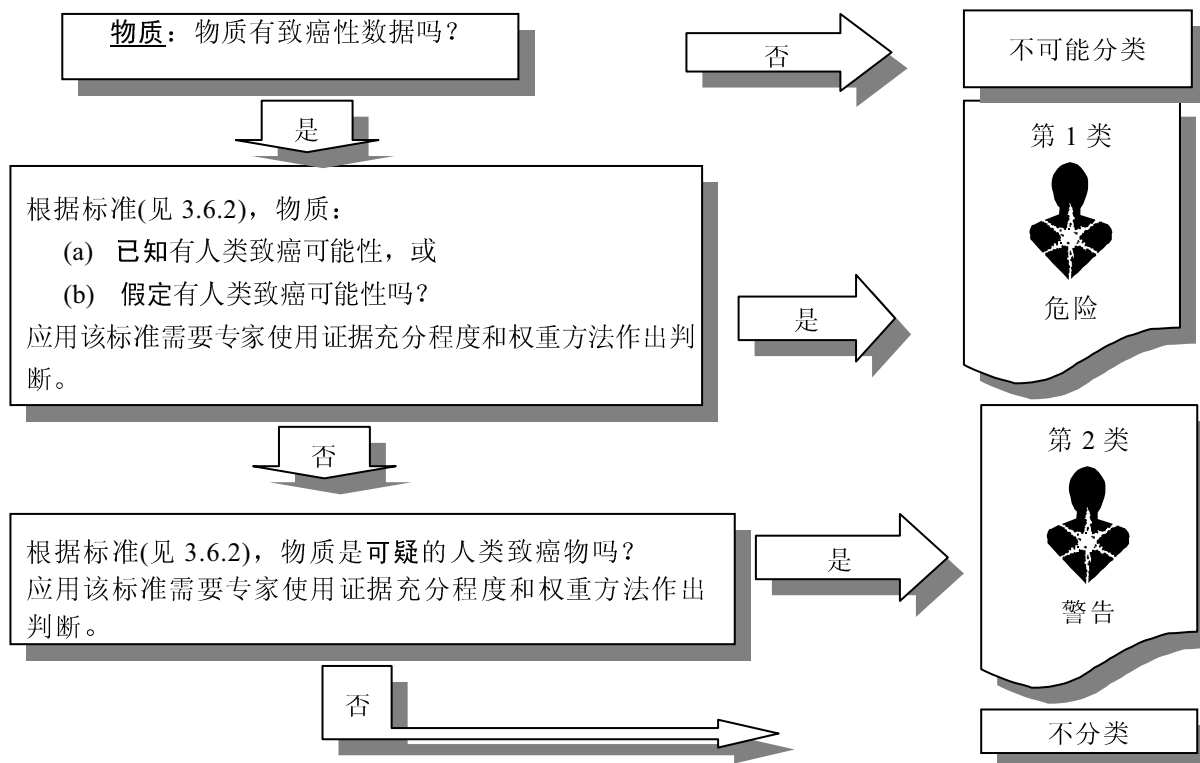 物质：物质有致癌性数据吗？
否
不可能分类
是
第 1 类
危险
根据标准(见 3.6.2)，物质：
(a) 已知有人类致癌可能性，或
(b) 假定有人类致癌可能性吗？
应用该标准需要专家使用证据充分程度和权重方法作出判
断。
是
否
第 2 类
警告
根据标准(见 3.6.2)，物质是可疑的人类致癌物吗？
应用该标准需要专家使用证据充分程度和权重方法作出
判断。
是
否
不分类